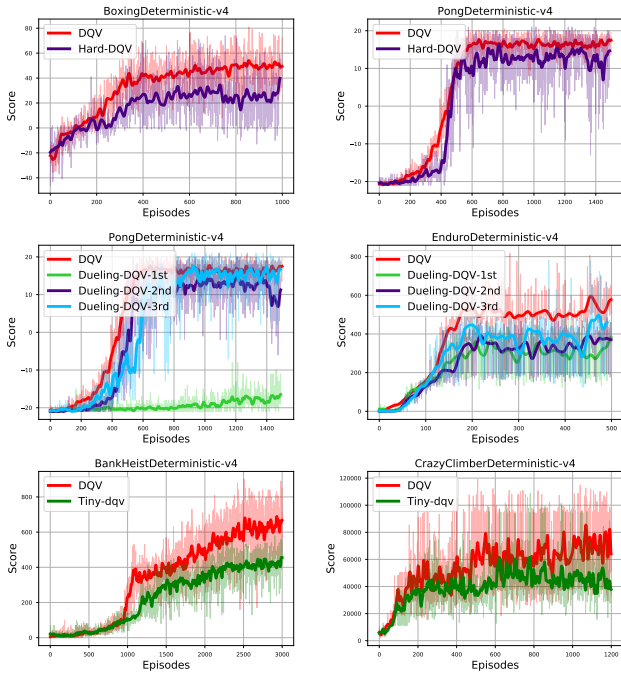 BoxingDeterministic-v4
DQV
Hard-DQV
Score
80
60
40
20
0
−20
−40
0 200 400 600 800 1000
Episodes
PongDeterministic-v4
DQV
Hard-DQV
Score
20
10
0
−10
−20
0 200 400 600 800 1000 1200 1400
Episodes
PongDeterministic-v4
DQV
Dueling-DQV-1st
Dueling-DQV-2nd
Dueling-DQV-3rd
Score
20
10
0
−10
−20
0 200 400 600 800 1000 1200 1400
Episodes
EnduroDeterministic-v4
DQV
Dueling-DQV-1st
Dueling-DQV-2nd
Dueling-DQV-3rd
Score
800
600
400
200
0
0 100 200 300 400 500
Episodes
BankHeistDeterministic-v4
DQV
Tiny-dqv
Score
800
600
400
200
0
0 500 1000 1500 2000 2500 3000
Episodes
CrazyClimberDeterministic-v4
DQV
Tiny-dqv
Score
120000
100000
80000
60000
40000
20000
0
0 200 400 600 800 1000 1200
Episodes